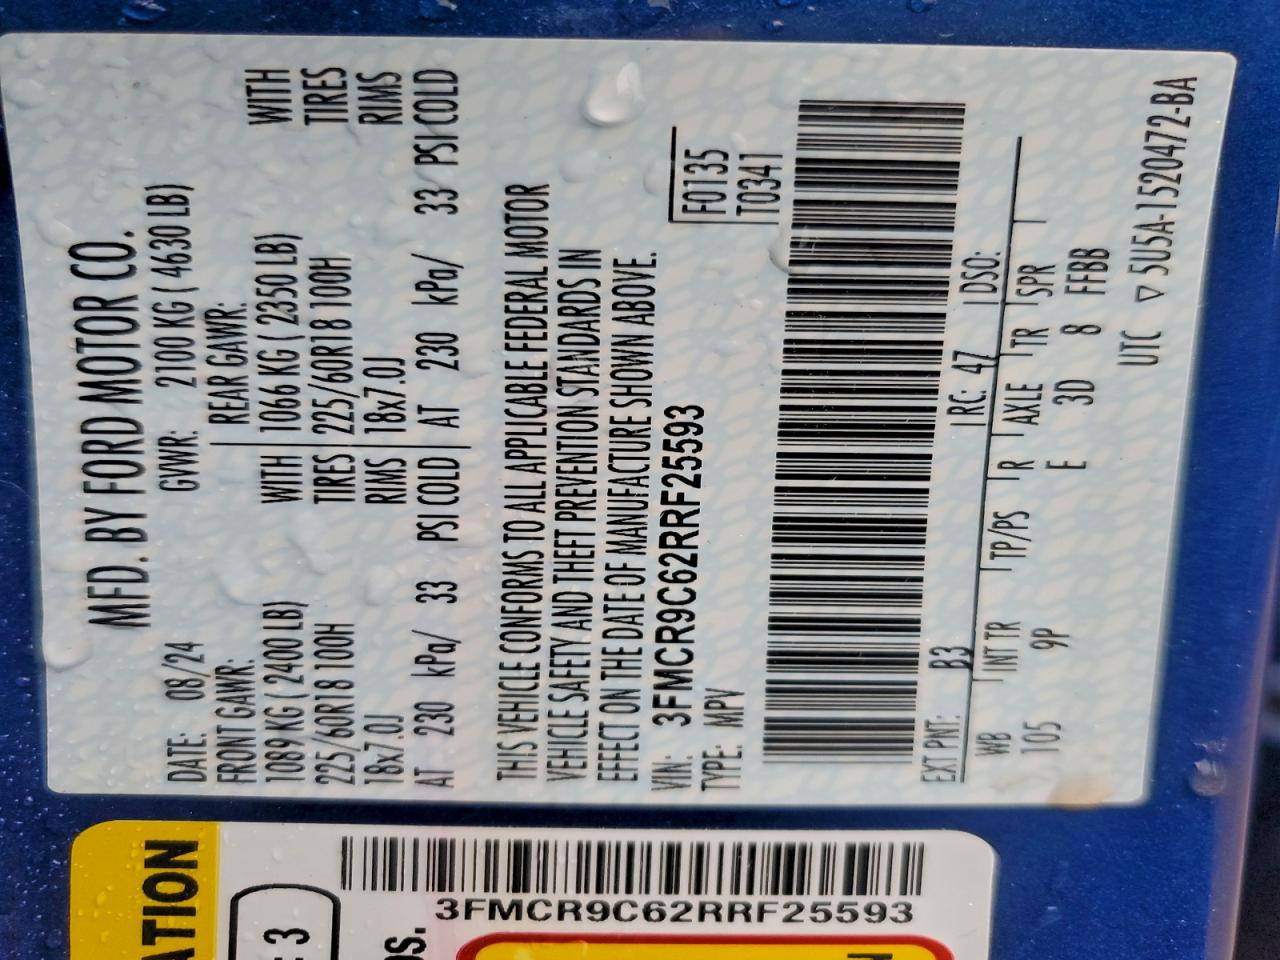 MFD. BY FORD MOTOR CO.
DATE: 08/24 GVWR: 2100 KG ( 4630 LB)
FRONT GAWR: REAR GAWR:
1089 KG ( 2400 LB) WITH 1066 KG ( 2350 LB) WITH
225/60R18 100H TIRES 225/60R18 100H TIRES
18x7.0J RIMS 18x7.0J RIMS
AT 230 kPa/ 33 PSI COLD AT 230 kPa/ 33 PSI COLD
THIS VEHICLE CONFORMS TO ALL APPLICABLE FEDERAL MOTOR
VEHICLE SAFETY AND THEFT PREVENTION STANDARDS IN
EFFECT ON THE DATE OF MANUFACTURE SHOWN ABOVE.
VIN: 3FMCR9C62RRF25593 F0135
TYPE: MPV T0341
EXT PNT: B3 RC: 47 DSO:
WB INT TR TP/PS R AXLE TR SPR
105 9P E 3D 8 FFBB
UTC ▽ 5U5A-1520472-BA
ATION
3
3FMCR9C62RRF25593